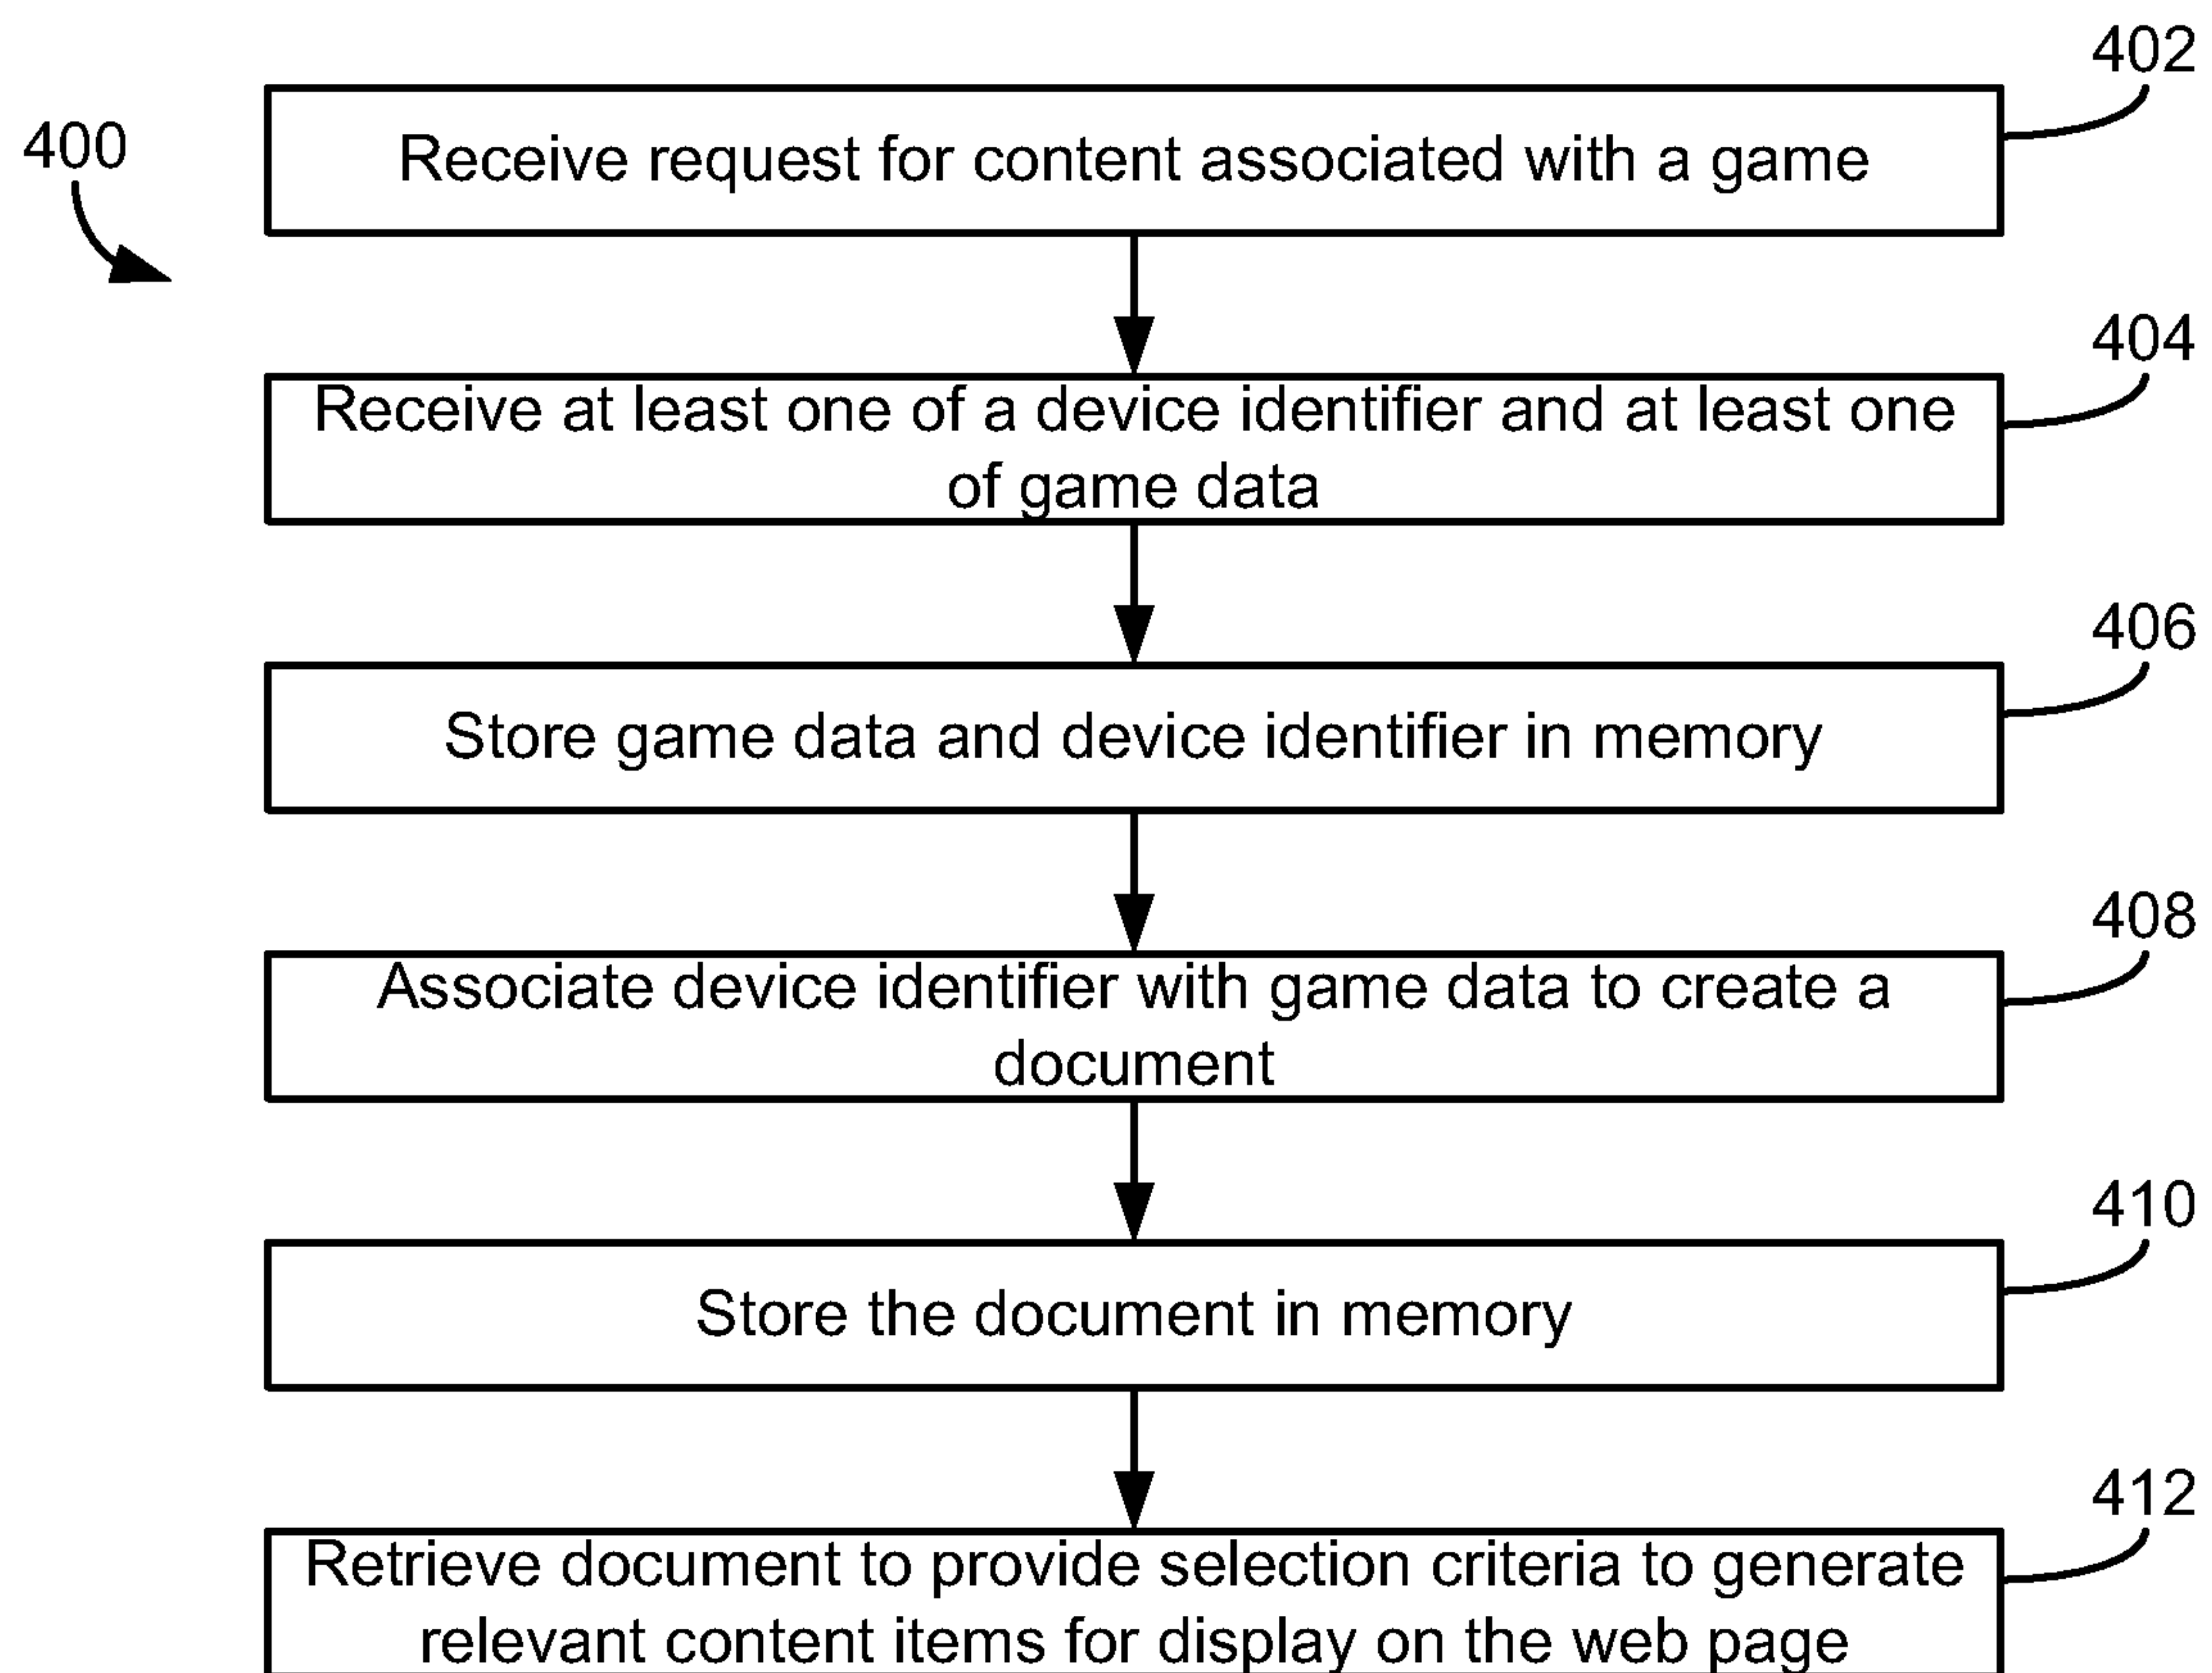 402
400
Receive request for content associated with a game
404
Receive at least one of a device identifier and at least one
of game data
406
Store game data and device identifier in memory
408
Associate device identifier with game data to create a
document
410
Store the document in memory
412
Retrieve document to provide selection criteria to generate
relevant content items for display on the web page